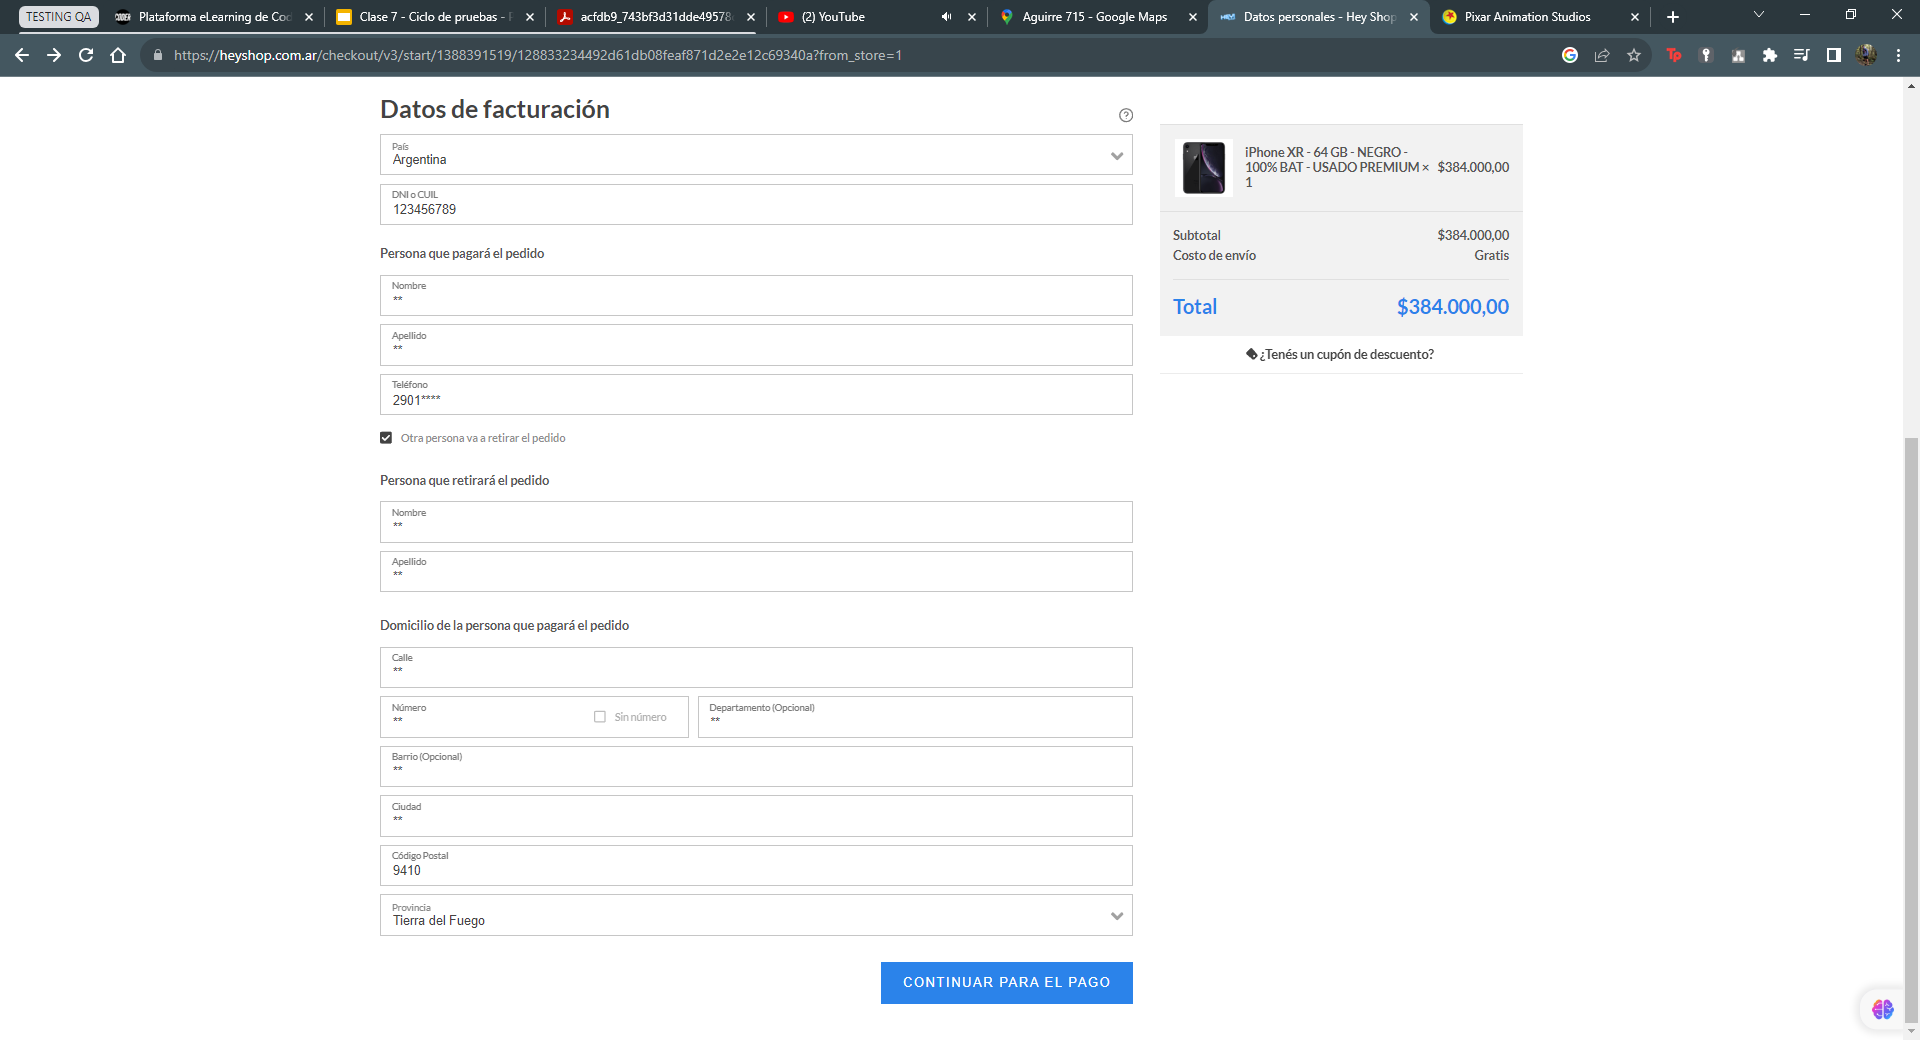 TESTING QA
Plataforma eLearning de Cod
Clase 7 - Ciclo de pruebas - P
acfdb9_743bf3d31dde49578
(2) YouTube
Aguirre 715 - Google Maps
Datos personales - Hey Shop
Pixar Animation Studios
https://heyshop.com.ar/checkout/v3/start/1388391519/128833234492d61db08feaf871d2e2e12c69340a?from_store=1
Datos de facturación
País
Argentina
DNI o CUIL
123456789
Persona que pagará el pedido
Nombre
**
Apellido
**
Teléfono
2901****
Otra persona va a retirar el pedido
Persona que retirará el pedido
Nombre
**
Apellido
**
Domicilio de la persona que pagará el pedido
Calle
**
Número
**
Sin número
Departamento (Opcional)
**
Barrio (Opcional)
**
Ciudad
**
Código Postal
9410
Provincia
Tierra del Fuego
CONTINUAR PARA EL PAGO
iPhone XR - 64 GB - NEGRO -
100% BAT - USADO PREMIUM × $384.000,00
1
Subtotal $384.000,00
Costo de envío Gratis
Total $384.000,00
¿Tenés un cupón de descuento?